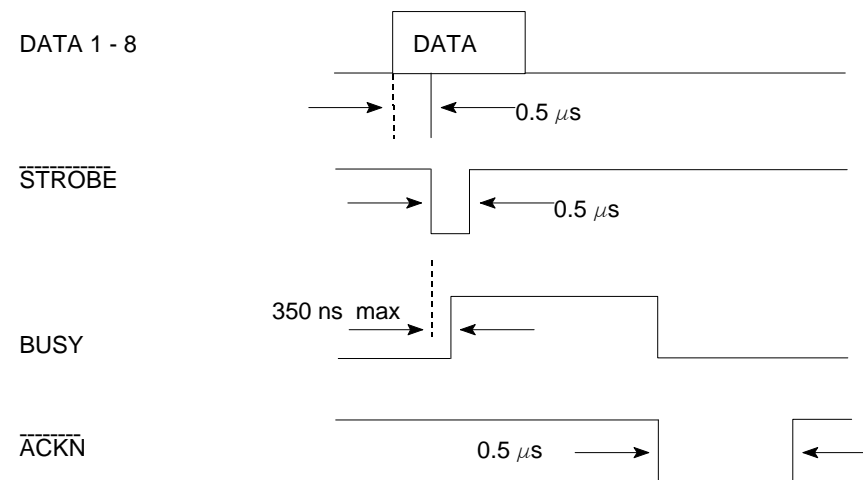 DATA 1 - 8
DATA
0.5 μs
STROBE
0.5 μs
350 ns max
BUSY
ACKN
0.5 μs